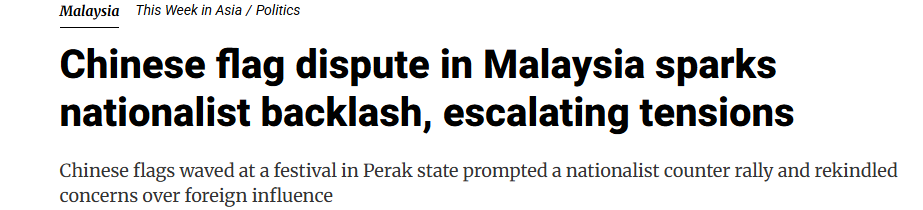 Malaysia This Week in Asia / Politics
Chinese flag dispute in Malaysia sparks
nationalist backlash, escalating tensions
Chinese flags waved at a festival in Perak state prompted a nationalist counter rally and rekindled
concerns over foreign influence